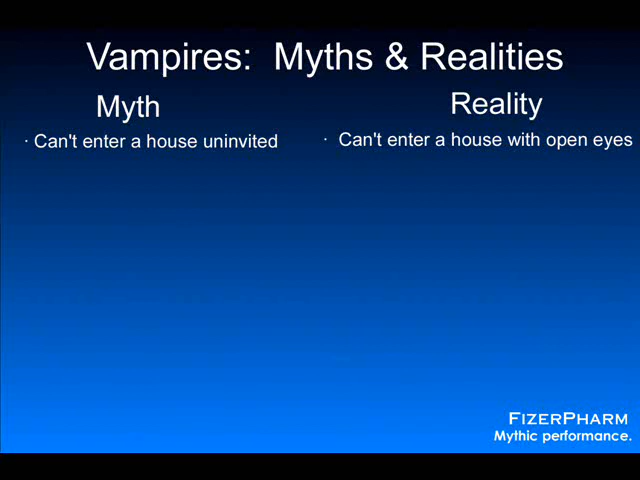 Vampires:  Myths & Realities
Myth
Reality
· Can't enter a house uninvited
· Can't enter a house with open eyes
FIZERPHARM
Mythic performance.